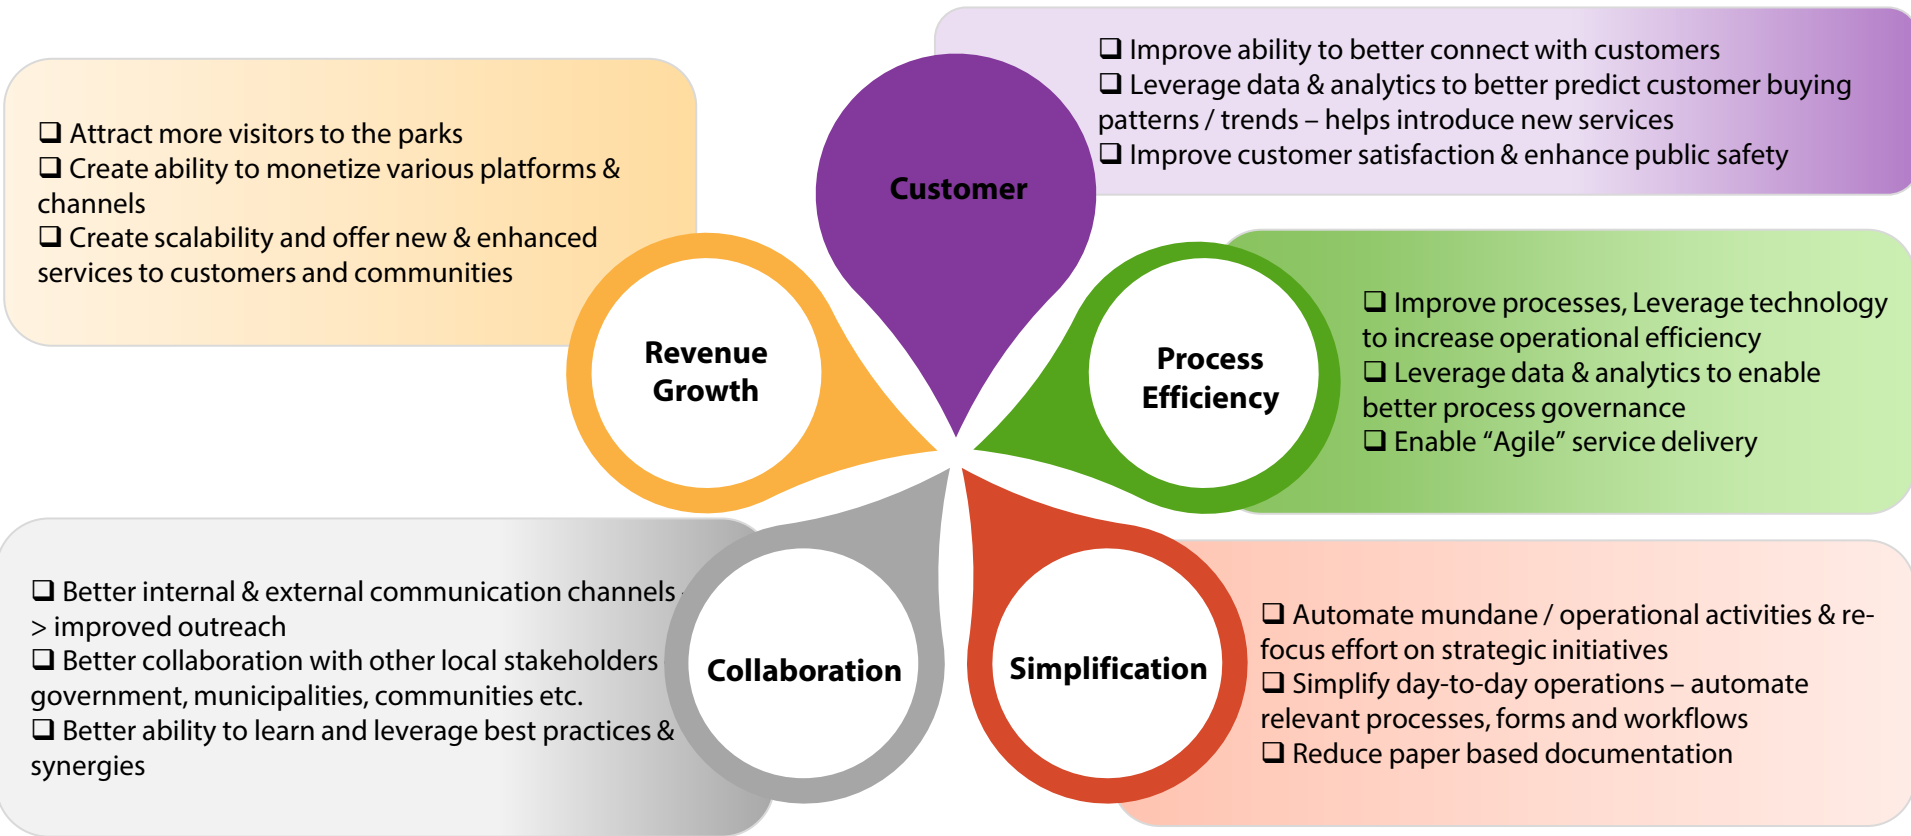 ❑ Improve ability to better connect with customers
❑ Leverage data & analytics to better predict customer buying
patterns / trends – helps introduce new services
❑ Improve customer satisfaction & enhance public safety
Customer
❑ Attract more visitors to the parks
❑ Create ability to monetize various platforms &
channels
❑ Create scalability and offer new & enhanced
services to customers and communities
Revenue
Growth
Process
Efficiency
❑ Improve processes, Leverage technology
to increase operational efficiency
❑ Leverage data & analytics to enable
better process governance
❑ Enable “Agile” service delivery
❑ Better internal & external communication channels -
> improved outreach
❑ Better collaboration with other local stakeholders
government, municipalities, communities etc.
❑ Better ability to learn and leverage best practices &
synergies
Collaboration
Simplification
❑ Automate mundane / operational activities & re-
focus effort on strategic initiatives
❑ Simplify day-to-day operations – automate
relevant processes, forms and workflows
❑ Reduce paper based documentation